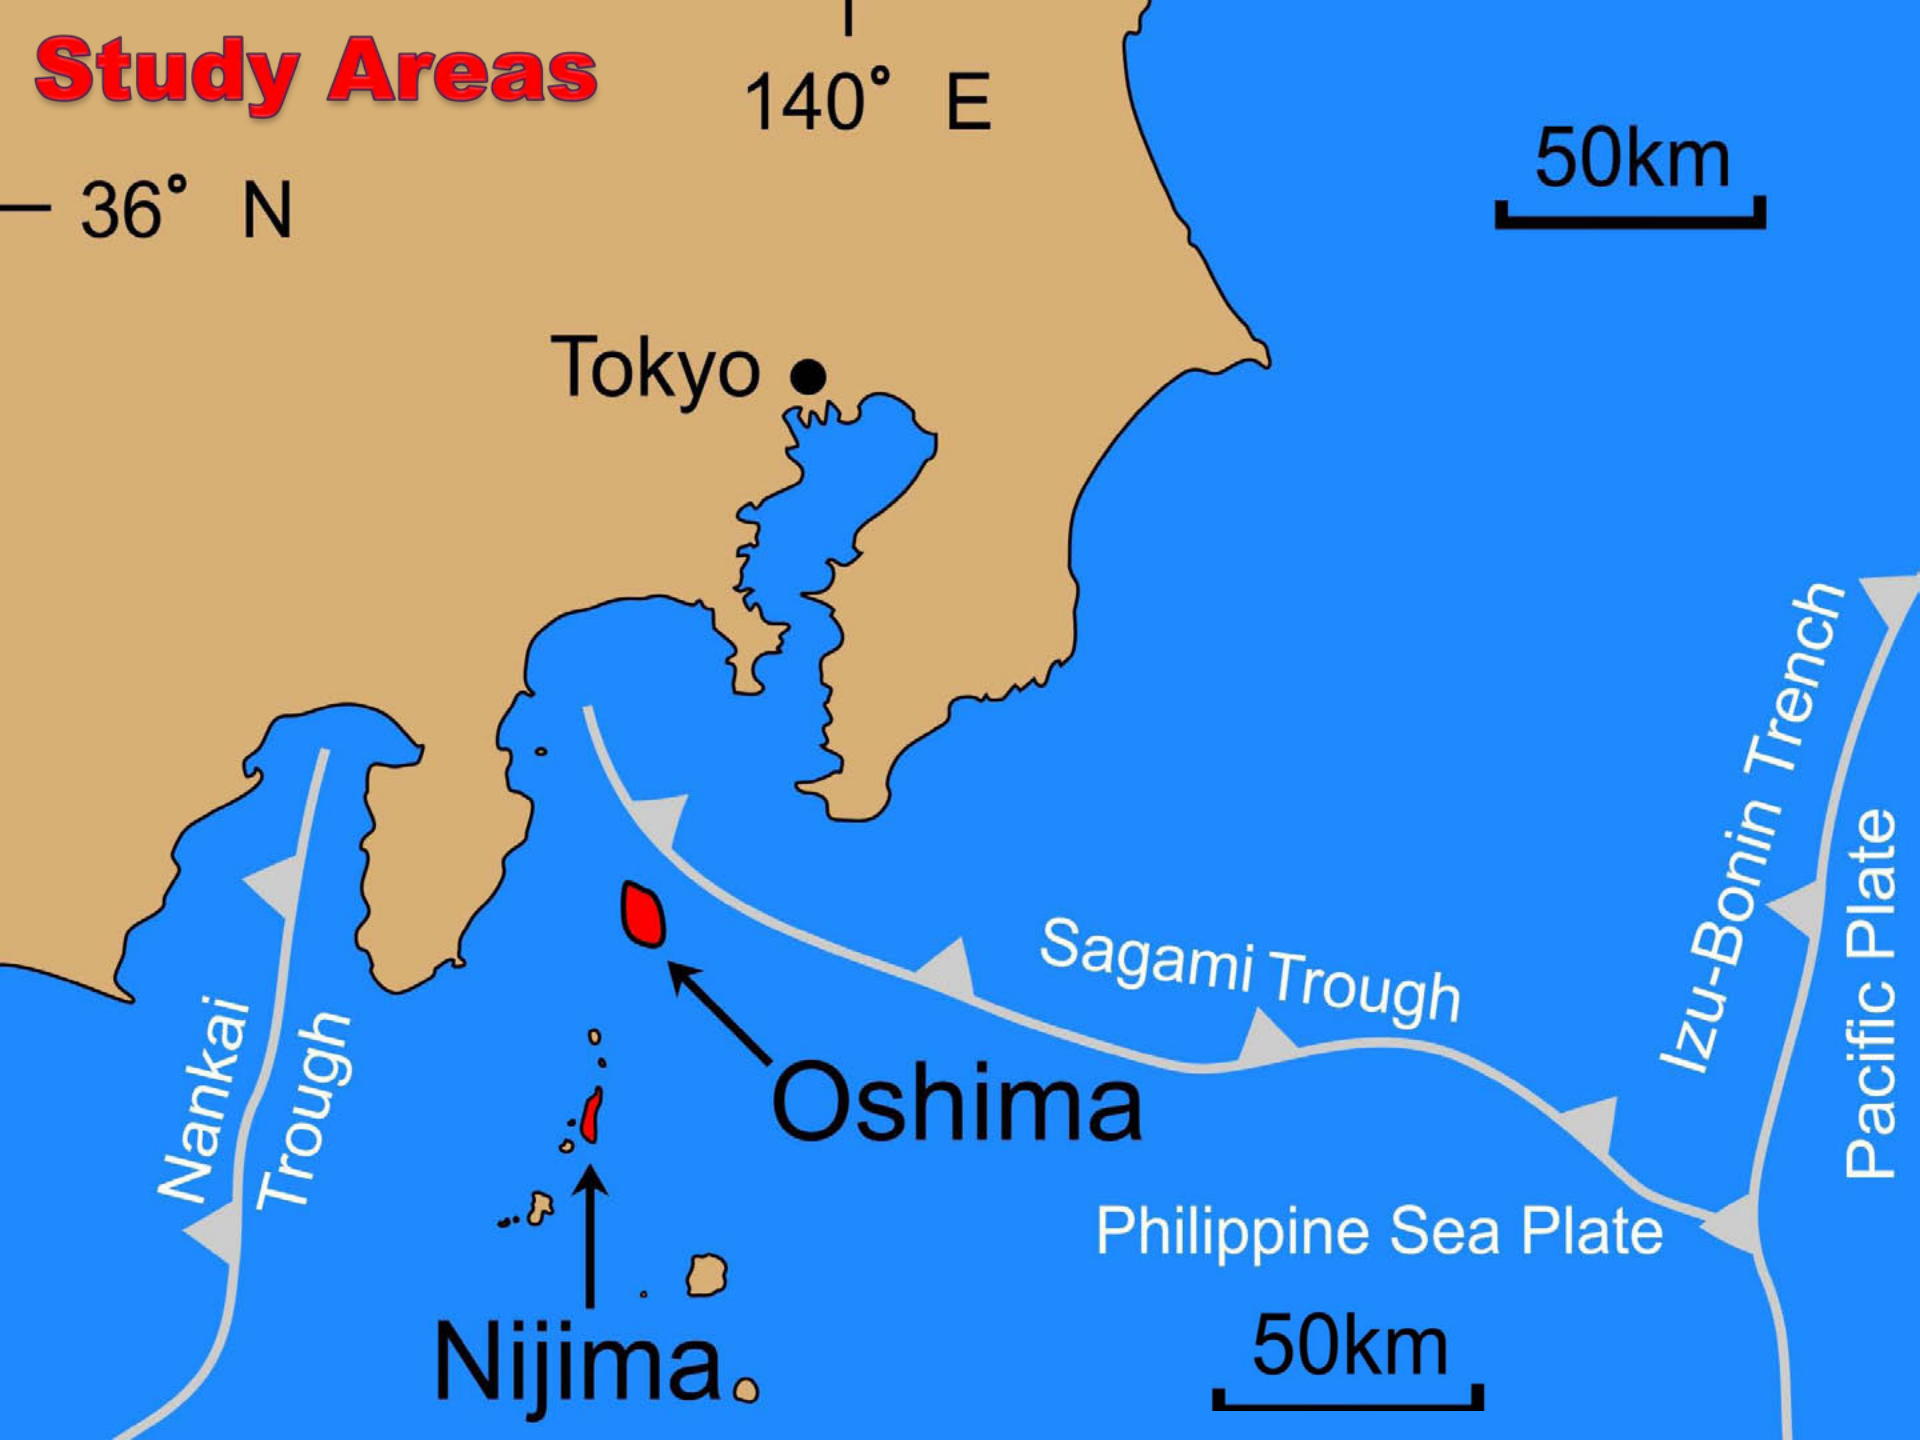 Study Areas
140° E
50km
36° N
Tokyo
Izu-Bonin Trench
Pacific Plate
Sagami Trough
Nankai
Trough
Oshima
Philippine Sea Plate
Nijima
50km